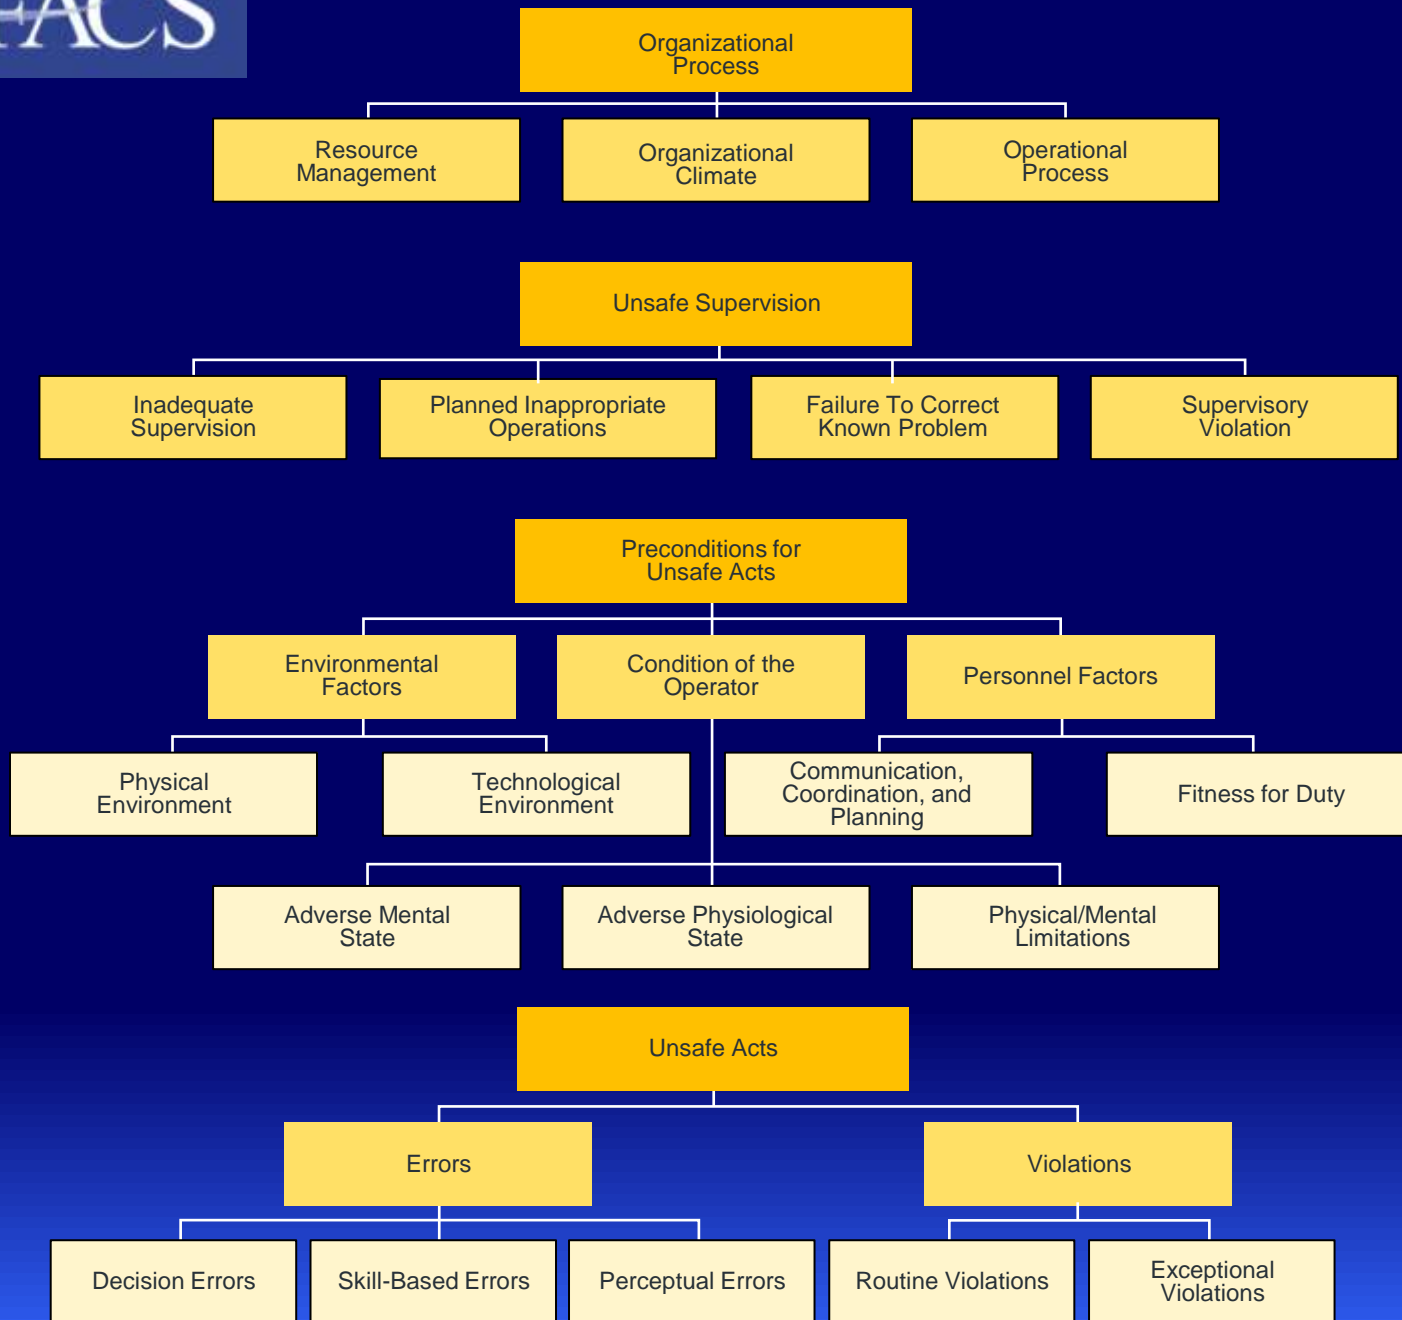 FACS
Organizational
Process
Resource
Management
Organizational
Climate
Operational
Process
Unsafe Supervision
Inadequate
Supervision
Planned Inappropriate
Operations
Failure To Correct
Known Problem
Supervisory
Violation
Preconditions for
Unsafe Acts
Environmental
Factors
Condition of the
Operator
Personnel Factors
Physical
Environment
Technological
Environment
Communication,
Coordination, and
Planning
Fitness for Duty
Adverse Mental
State
Adverse Physiological
State
Physical/Mental
Limitations
Unsafe Acts
Errors
Violations
Decision Errors
Skill-Based Errors
Perceptual Errors
Routine Violations
Exceptional
Violations